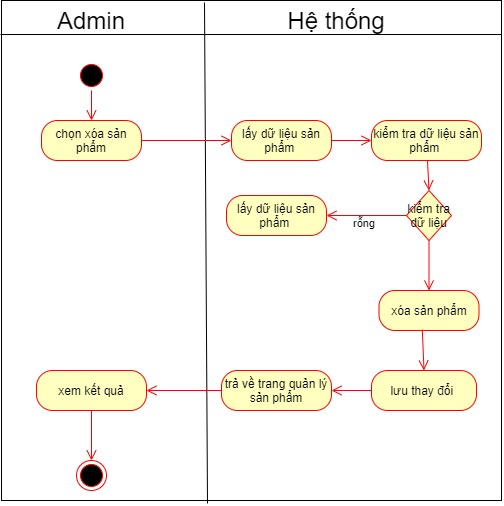 Admin
Hệ thống
chọn xóa sản
phẩm
lấy dữ liệu sản
phẩm
kiểm tra dữ liệu sản
phẩm
lấy dữ liệu sản
phẩm
rỗng
kiểm tra
dữ liệu
xóa sản phẩm
xem kết quả
trả về trang quản lý
sản phẩm
lưu thay đổi